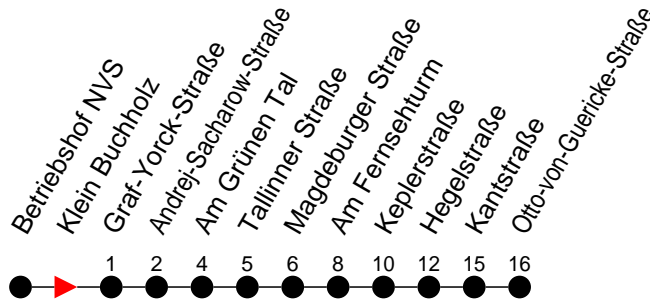 Betriebshof NVS
Klein Buchholz
Graf-Yorck-Straße
Andrej-Sacharow-Straße
Am Grünen Tal
Tallinner Straße
Magdeburger Straße
Am Fernsehturm
Keplerstraße
Hegelstraße
Kantstraße
Otto-von-Guericke-Straße
1 2 4 5 6 8 10 12 15 16